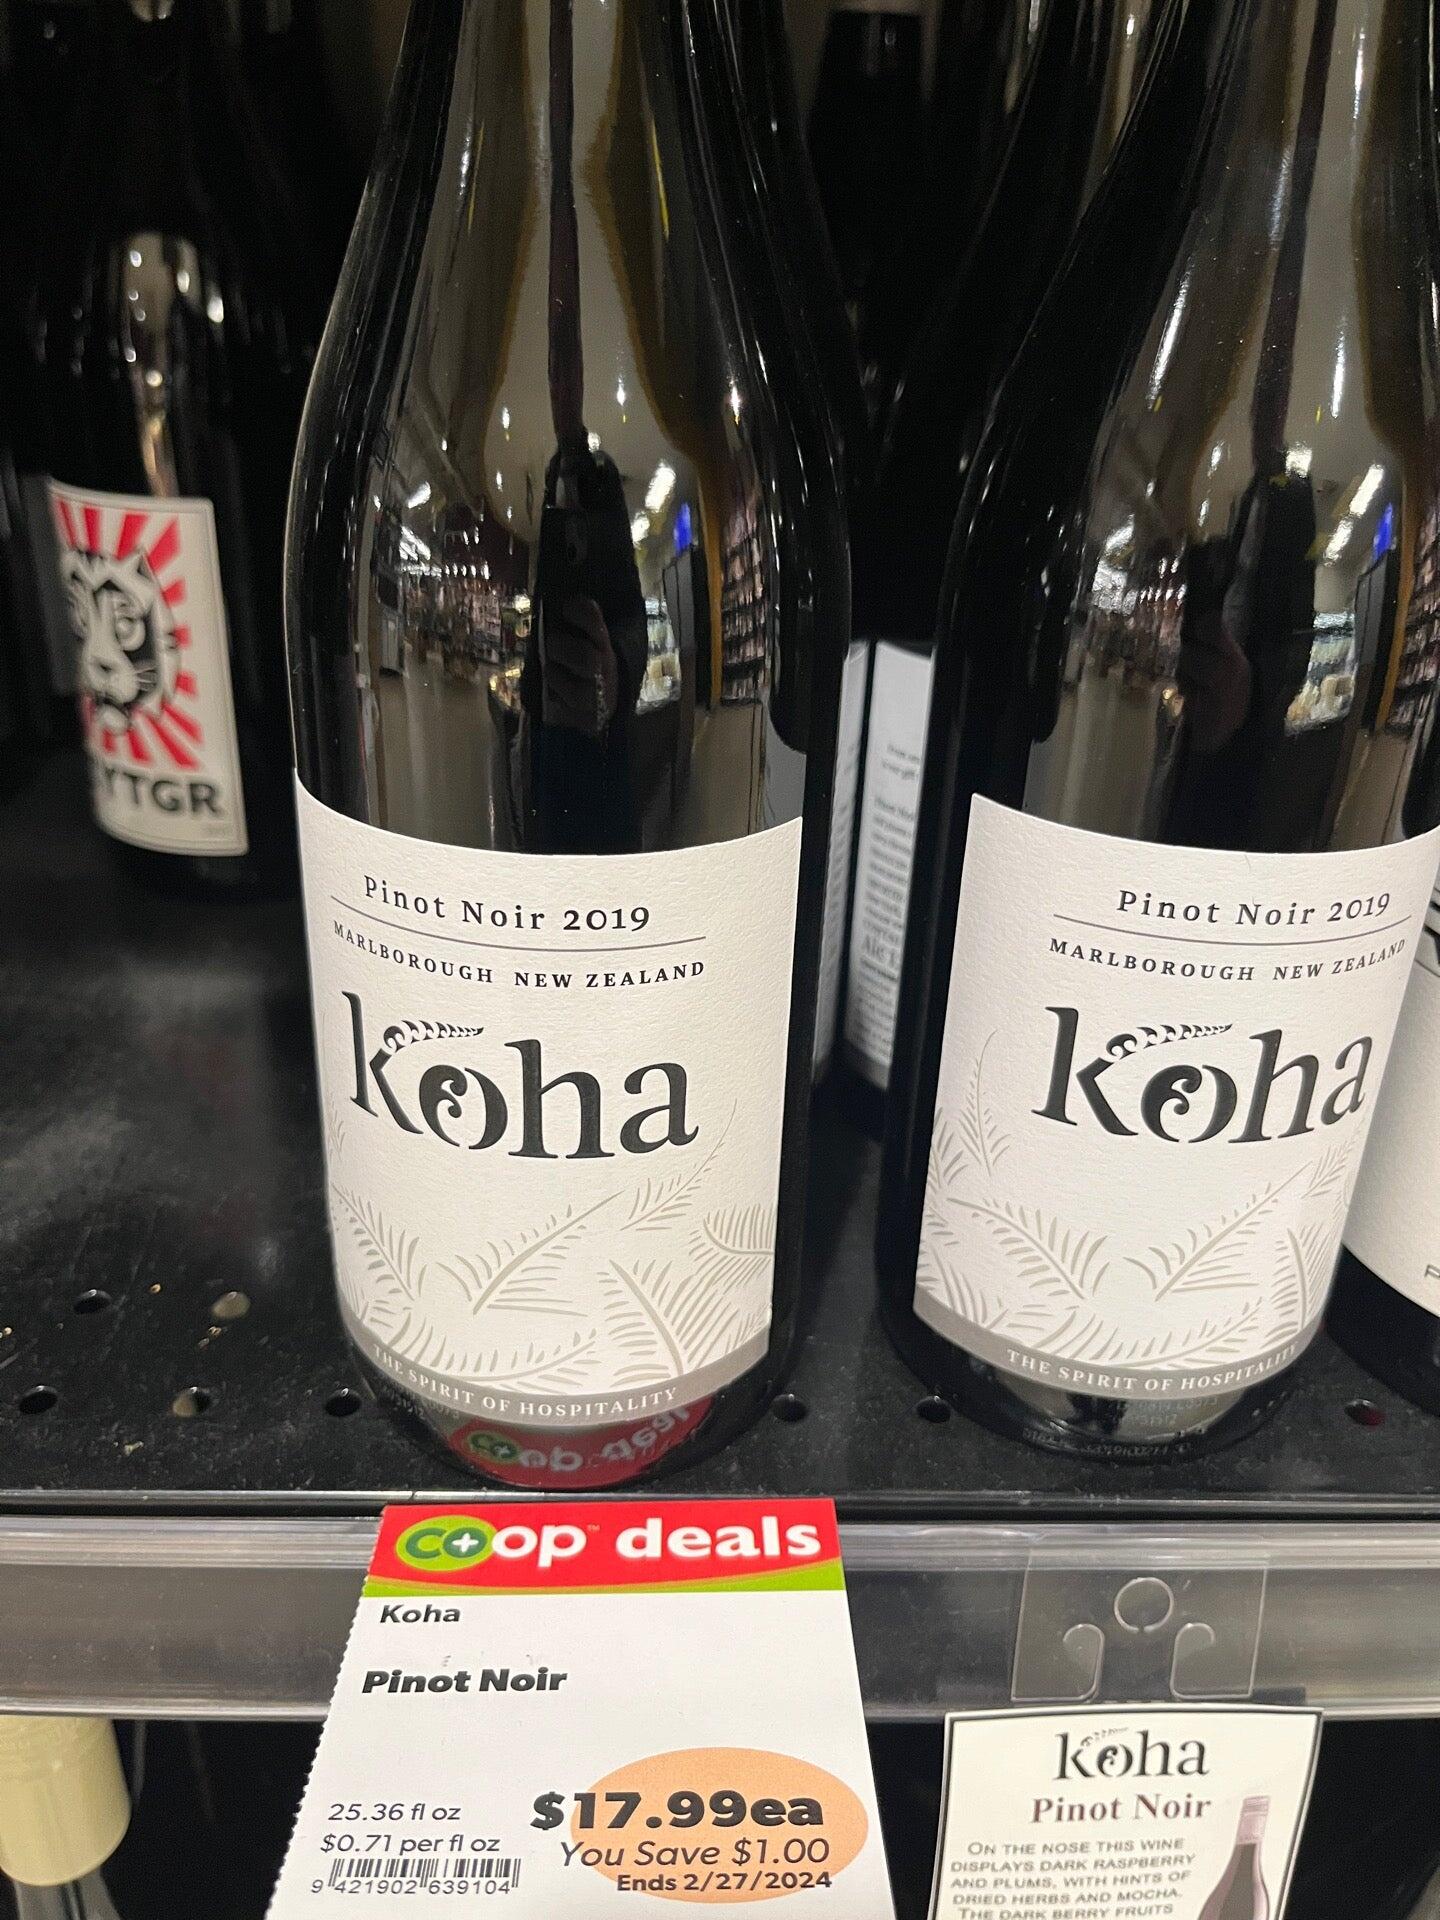 YTGR
Pinot Noir 2019
MARLBOROUGH NEW ZEALAND
koha
THE SPIRIT OF HOSPITALITY
Pinot Noir 2019
MARLBOROUGH NEW ZEALAND
koha
THE SPIRIT OF HOSPITALITY
co+op™ deals
Koha
Pinot Noir
25.36 fl oz
$0.71 per fl oz
9 421902 639104
$17.99ea
You Save $1.00
Ends 2/27/2024
koha
Pinot Noir
ON THE NOSE THIS WINE
DISPLAYS DARK RASPBERRY
AND PLUMS, WITH HINTS OF
DRIED HERBS AND MOCHA.
THE DARK BERRY FRUITS